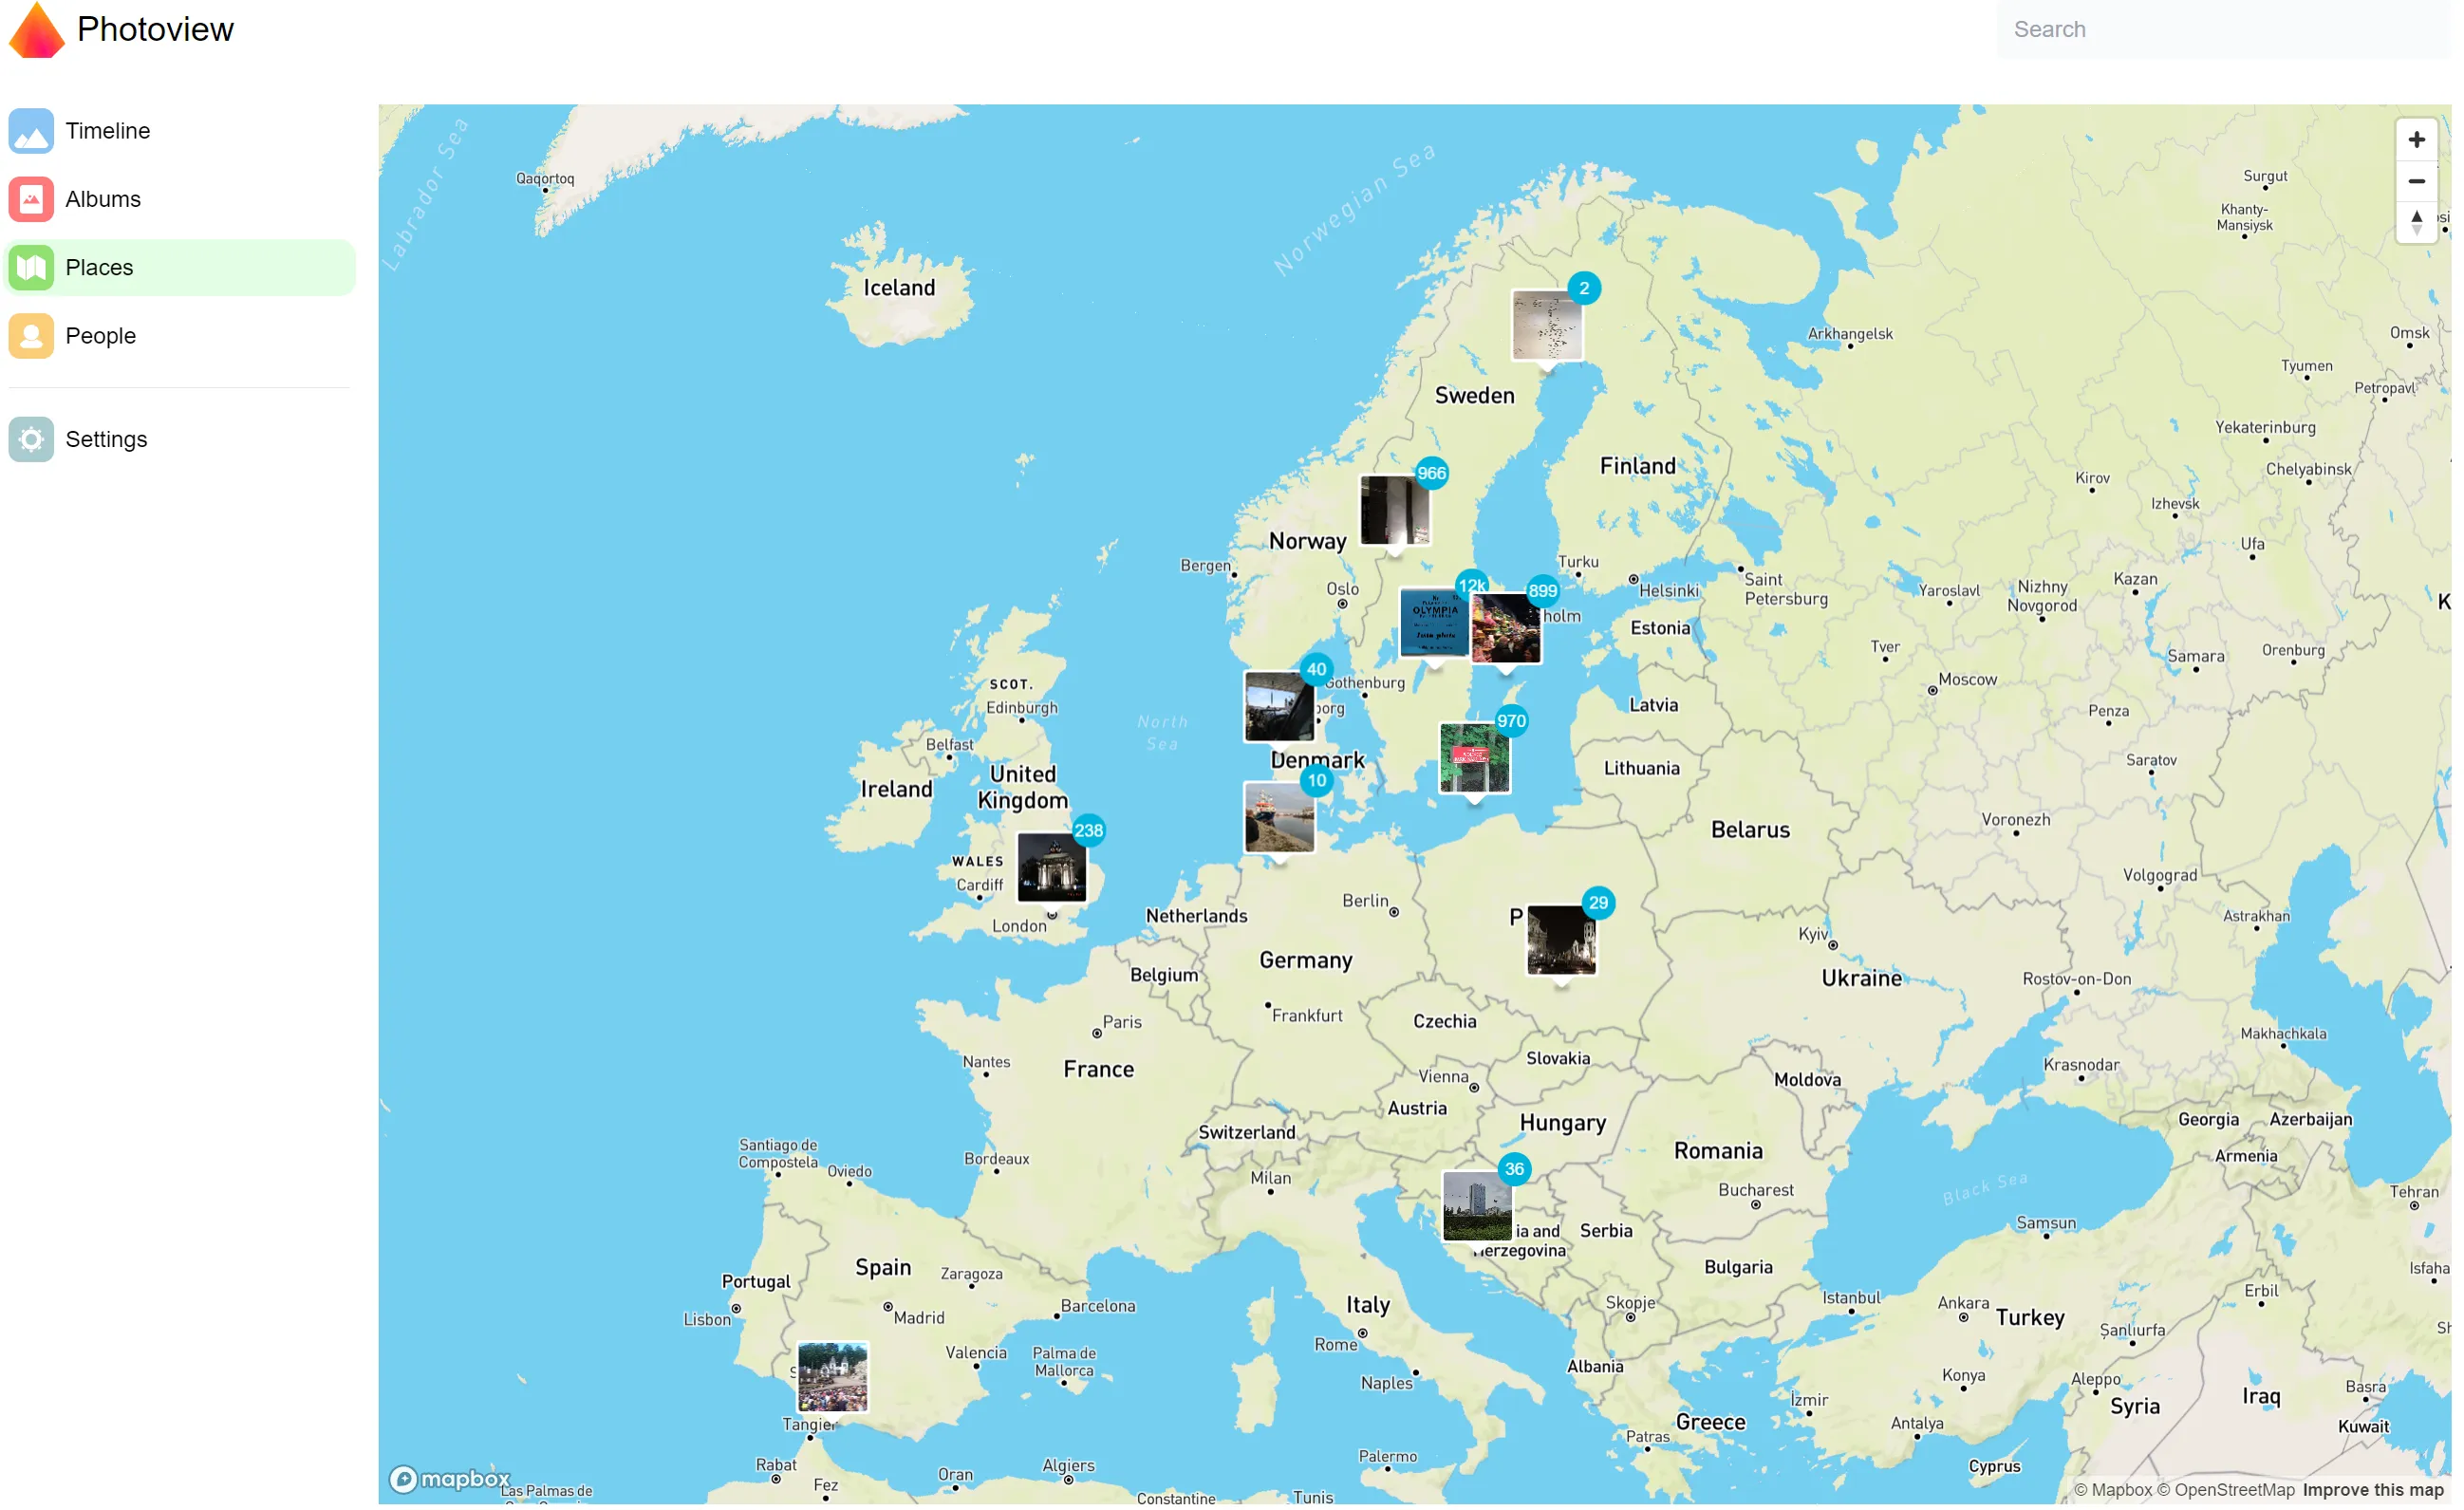 Photoview
Search
Timeline
Albums
Places
People
Settings
Labrador Sea
Norwegian Sea
Qaqortoq
Iceland
Surgut
Khanty-
Mansiysk
2
Arkhangelsk
Omsk
Tyumen
Petropavl
Sweden
Yekaterinburg
Finland
966
Chelyabinsk
Kirov
Izhevsk
Norway
Ufa
Bergen
Turku
Oslo
12k
899
Helsinki
Saint
Petersburg
Yaroslavl
Nizhny
Novgorod
Kazan
OLYMPIA
holm
Estonia
Tver
Samara
Orenburg
40
SCOT.
Edinburgh
Gothenburg
borg
Moscow
Latvia
Penza
North
Sea
970
Belfast
Denmark
Lithuania
Saratov
United
Kingdom
Ireland
10
238
Belarus
Voronezh
WALES
Cardiff
Volgograd
Berlin
29
Netherlands
P
Astrakhan
London
Kyiv
Germany
Belgium
Ukraine
Rostov-on-Don
Frankfurt
Paris
Czechia
Makhachkala
Nantes
France
Slovakia
Krasnodar
Vienna
Moldova
Austria
Hungary
Georgia
Azerbaijan
Switzerland
Santiago de
Compostela
Oviedo
Bordeaux
Romania
Armenia
Milan
36
Bucharest
Black Sea
Tehran
Samsun
ia and
Herzegovina
Serbia
Spain
Zaragoza
Portugal
Bulgaria
Isfaha
Lisbon
Madrid
Barcelona
Italy
Skopje
Istanbul
Ankara
Turkey
Erbil
Rome
Şanlıurfa
Valencia
Palma de
Mallorca
Albania
Konya
Aleppo
Naples
Izmir
Syria
Iraq
Basra
Greece
Antalya
Kuwait
Tangier
Patras
Rabat
Fez
Oran
Algiers
Palermo
Cyprus
mapbox
Las Palmas de
Constantine
Tunis
© Mapbox © OpenStreetMap Improve this map